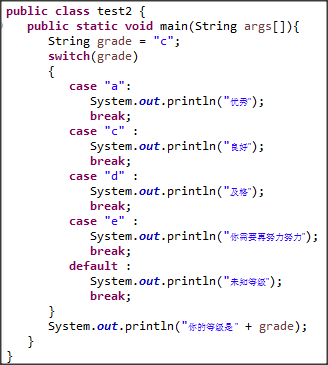 public class test2 {
public static void main(String args[]){
String grade = "c";
switch(grade)
{
case "a":
System.out.println("优秀");
break;
case "c" :
System.out.println("良好");
break;
case "d" :
System.out.println("及格");
break;
case "e" :
System.out.println("你需要再努力努力");
break;
default :
System.out.println("未知等级");
break;
}
System.out.println("你的等级是" + grade);
}
}